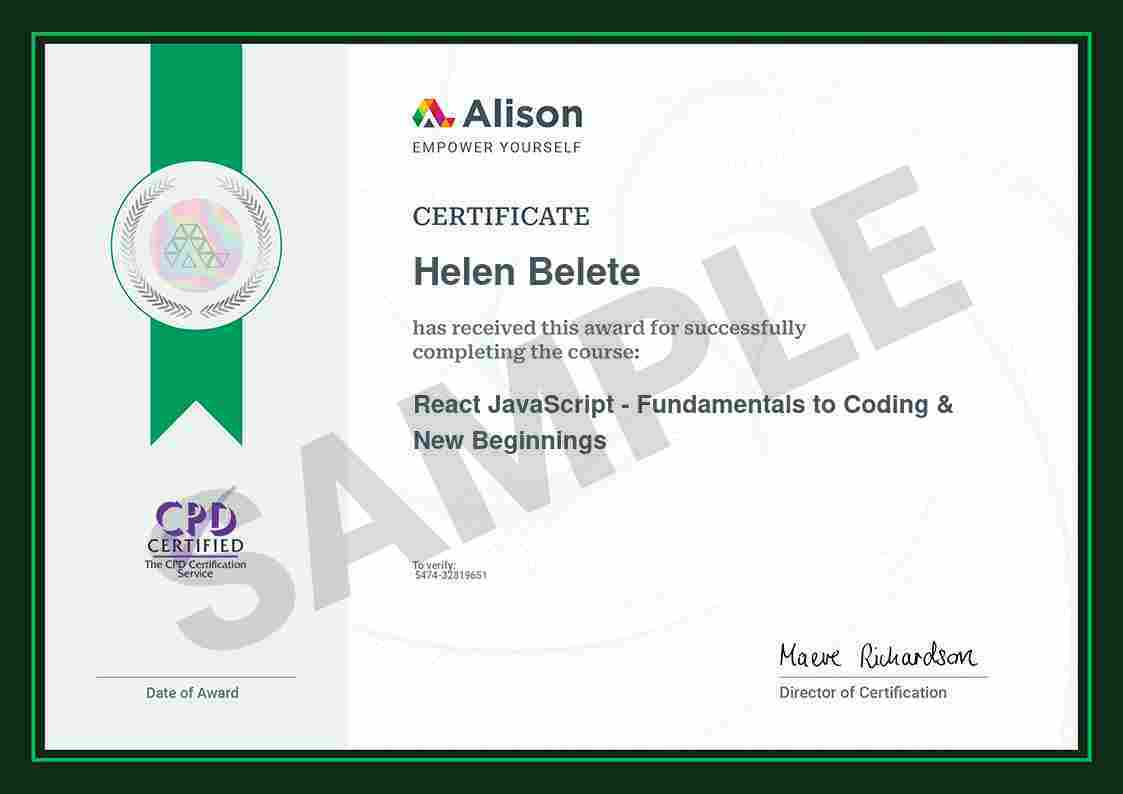 Alison
EMPOWER YOURSELF
CERTIFICATE
Helen Belete
has received this award for successfully
completing the course:
React JavaScript - Fundamentals to Coding &
New Beginnings
SAMPLE
CPD
CERTIFIED
The CPD Certification
Service
To verify:
S474-32819651
Maeve Richardson
Date of Award
Director of Certification